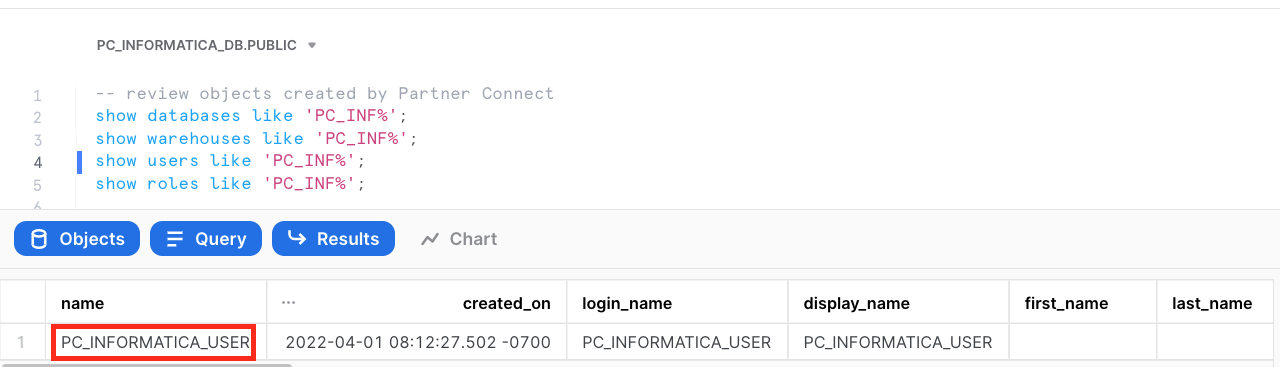 PC_INFORMATICA_DB.PUBLIC
1 -- review objects created by Partner Connect
2 show databases like 'PC_INF%';
3 show warehouses like 'PC_INF%';
4 show users like 'PC_INF%';
5 show roles like 'PC_INF%';
6
Objects Query Results Chart
name ... created_on login_name display_name first_name last_name
1 PC_INFORMATICA_USER 2022-04-01 08:12:27.502 -0700 PC_INFORMATICA_USER PC_INFORMATICA_USER